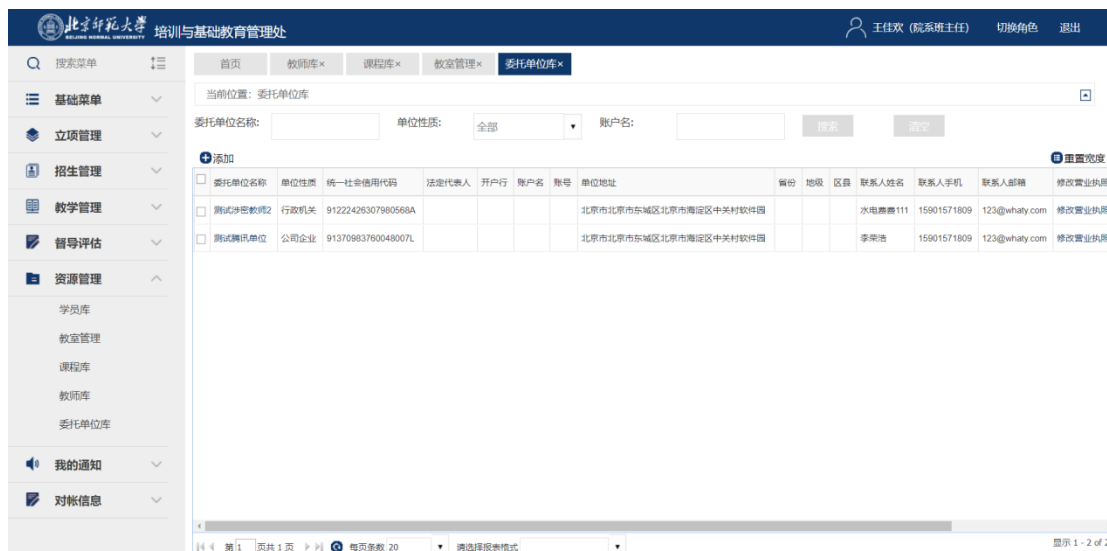 北京师范大学 培训与基础教育管理处 王佳欢 (院系班主任) 切换角色 退出
BEIJING NORMAL UNIVERSITY
搜索菜单
首页 教师库× 课程库× 教室管理× 委托单位库×
基础菜单
当前位置：委托单位库
委托单位名称: 单位性质: 全部 账户名: 搜索 清空
立项管理
添加 重置宽度
招生管理
委托单位名称 单位性质 统一社会信用代码 法定代表人 开户行 账户名 账号 单位地址 省份 地级 区县 联系人姓名 联系人手机 联系人邮箱 修改营业执照
教学管理
测试涉密教师2 行政机关 91222426307980568A 北京市北京市东城区北京市海淀区中关村软件园 水电费费111 15901571809 123@whaty.com 修改营业执照
督导评估
测试腾讯单位 公司企业 91370983760048007L 北京市北京市东城区北京市海淀区中关村软件园 李荣浩 15901571809 123@whaty.com 修改营业执照
资源管理
学员库
教室管理
课程库
教师库
委托单位库
我的通知
对帐信息
第 1 页共 1 页 每页条数 20 请选择报表格式 显示 1 - 2 of 2